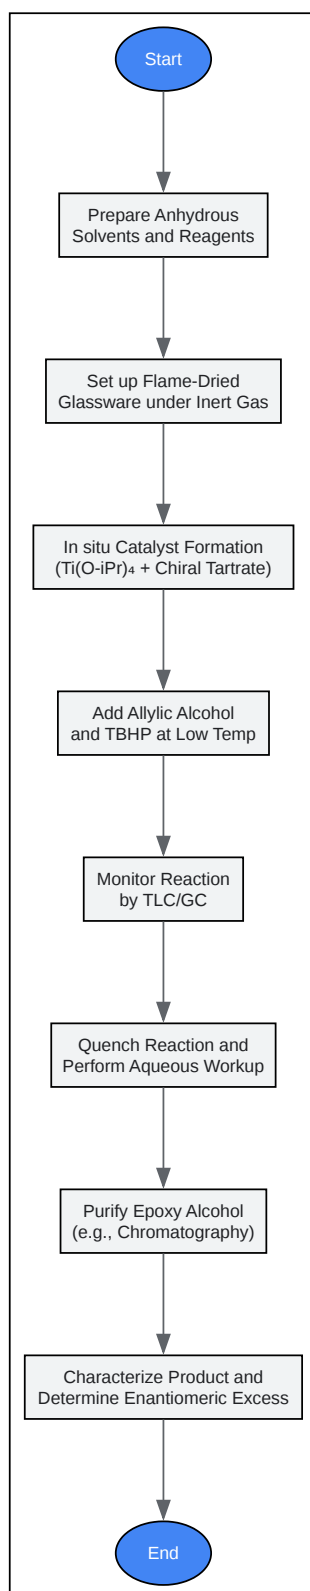 Start
Prepare Anhydrous
Solvents and Reagents
Set up Flame-Dried
Glassware under Inert Gas
In situ Catalyst Formation
(Ti(O-iPr)₄ + Chiral Tartrate)
Add Allylic Alcohol
and TBHP at Low Temp
Monitor Reaction
by TLC/GC
Quench Reaction and
Perform Aqueous Workup
Purify Epoxy Alcohol
(e.g., Chromatography)
Characterize Product and
Determine Enantiomeric Excess
End